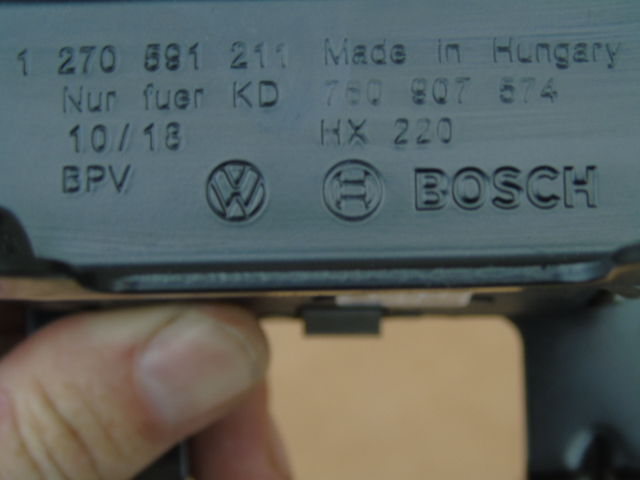 1 270 591 211 Made in Hungary
Nur fuer KD 760 907 574
10/18 HX 220
BPV VW BOSCH